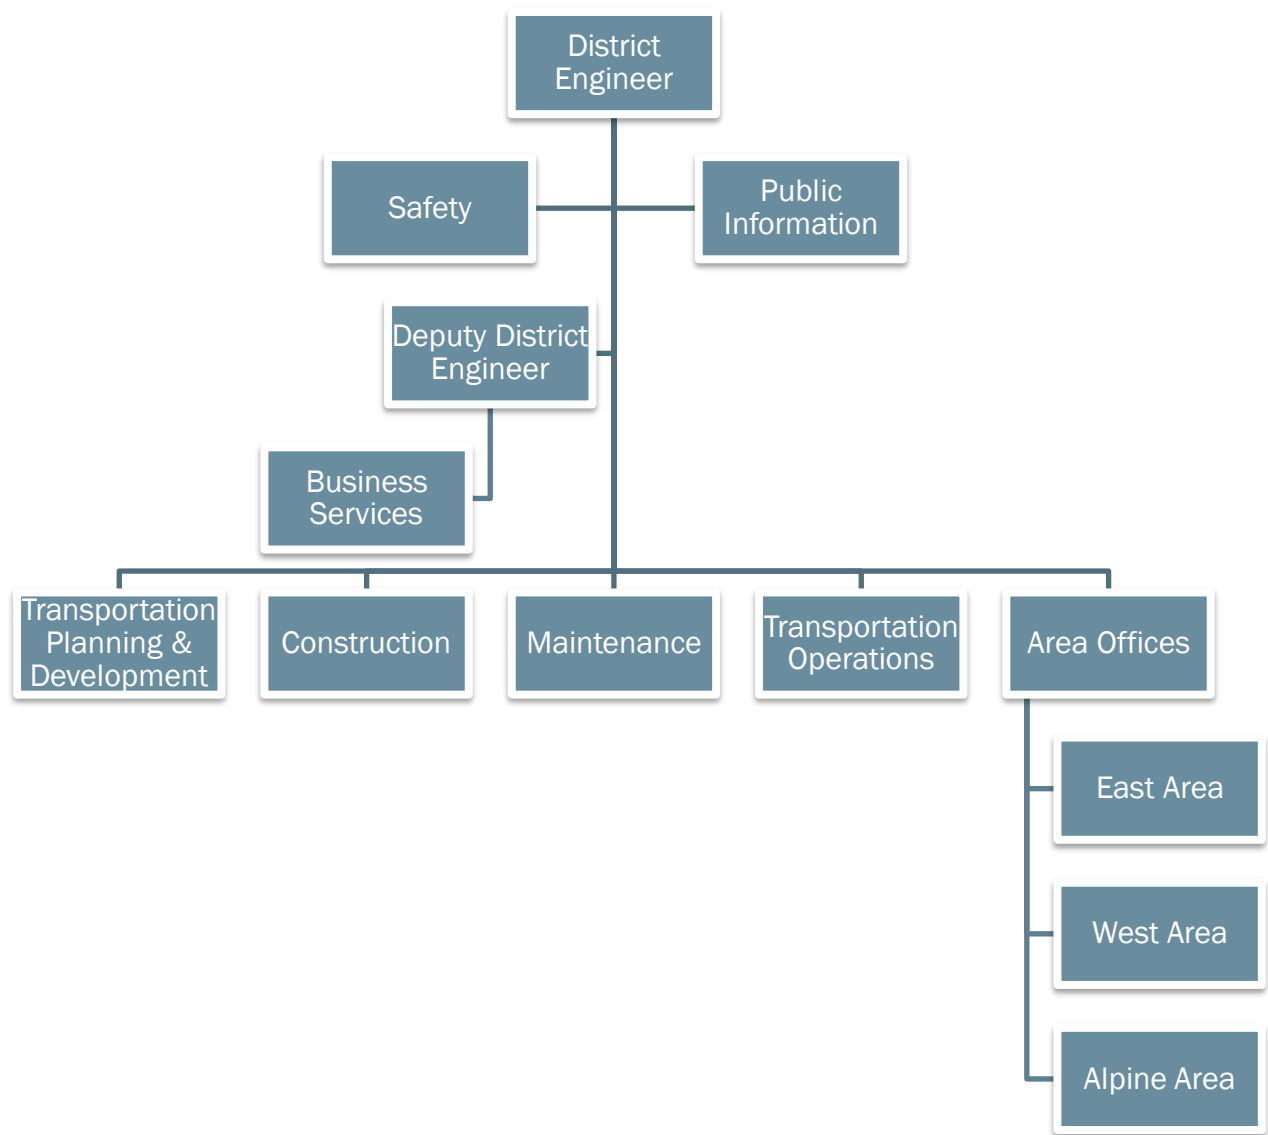 District
Engineer
Safety
Public
Information
Deputy District
Engineer
Business
Services
Transportation
Planning &
Development
Construction
Maintenance
Transportation
Operations
Area Offices
East Area
West Area
Alpine Area